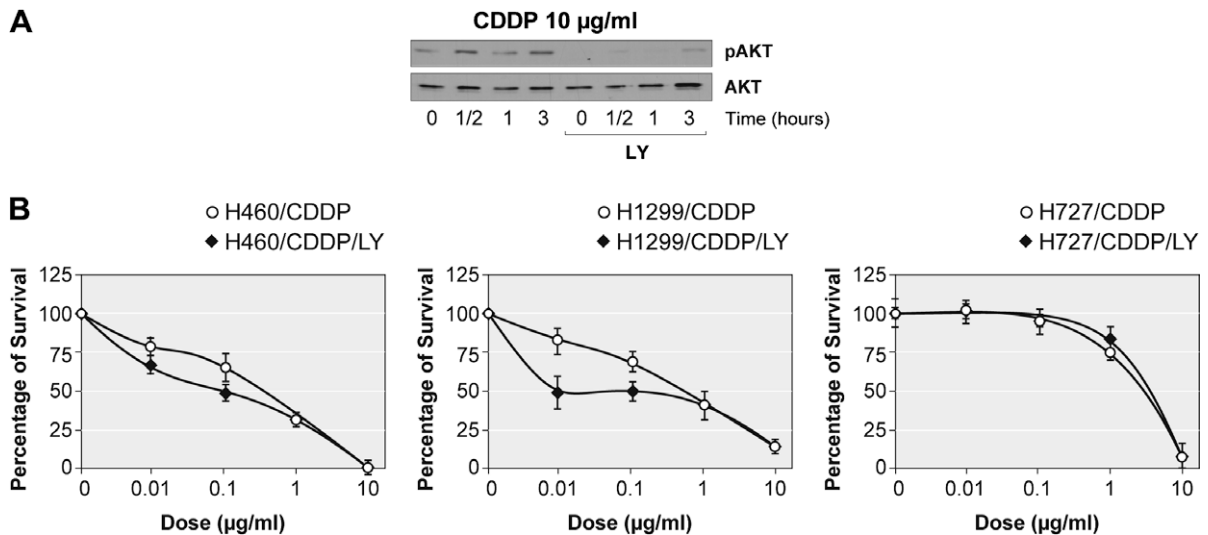 A
CDDP 10 µg/ml
pAKT
AKT
0 1/2 1 3 0 1/2 1 3 Time (hours)
LY
B
H460/CDDP
H460/CDDP/LY
Percentage of Survival
125
100
75
50
25
0
0 0.01 0.1 1 10
Dose (µg/ml)
H1299/CDDP
H1299/CDDP/LY
Percentage of Survival
125
100
75
50
25
0
0 0.01 0.1 1 10
Dose (µg/ml)
H727/CDDP
H727/CDDP/LY
Percentage of Survival
125
100
75
50
25
0
0 0.01 0.1 1 10
Dose (µg/ml)